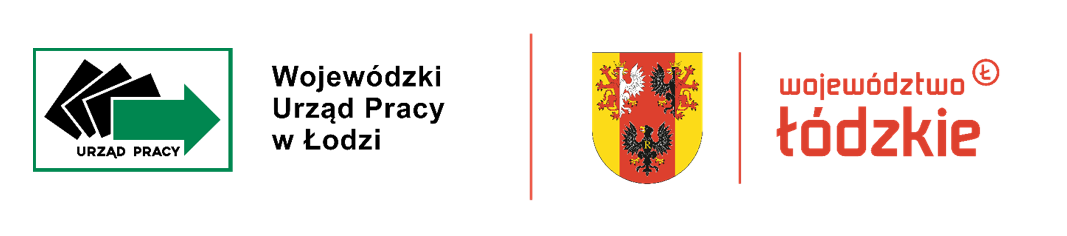 URZĄD PRACY
Wojewódzki
Urząd Pracy
w Łodzi
R
województwo Ł
łódzkie